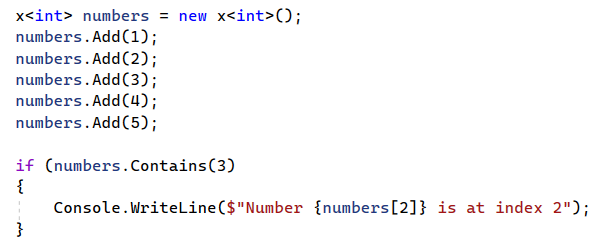 x<int> numbers = new x<int>();
numbers.Add(1);
numbers.Add(2);
numbers.Add(3);
numbers.Add(4);
numbers.Add(5);

if (numbers.Contains(3)
{
    Console.WriteLine($"Number {numbers[2]} is at index 2");
}